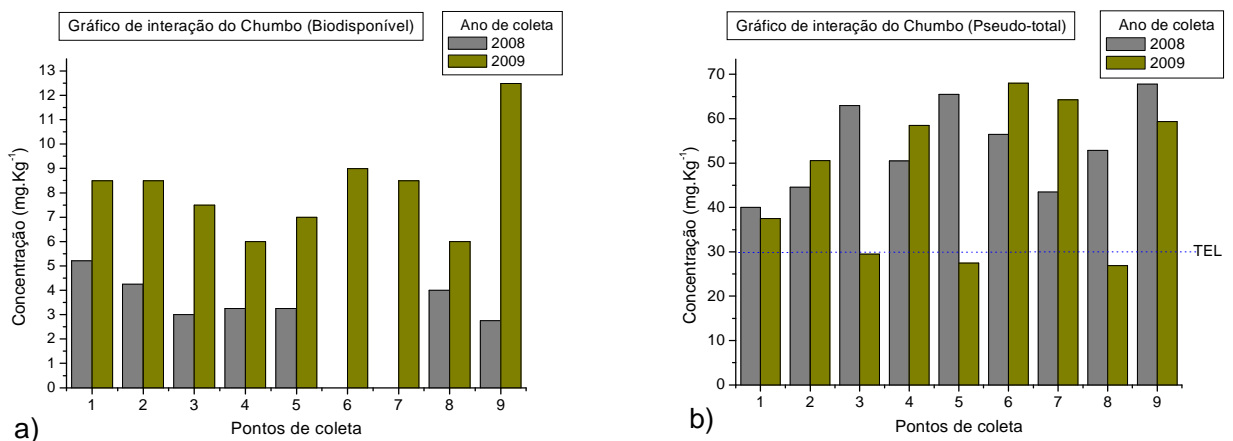 Gráfico de interação do Chumbo (Biodisponível)
Ano de coleta
2008
2009
Concentração (mg.Kg⁻¹)
13
12
11
10
9
8
7
6
5
4
3
2
1
0
1 2 3 4 5 6 7 8 9
Pontos de coleta
a)
Gráfico de interação do Chumbo (Pseudo-total)
Ano de coleta
2008
2009
Concentração (mg.Kg⁻¹)
70
60
50
40
30
20
10
0
TEL
1 2 3 4 5 6 7 8 9
Pontos de coleta
b)